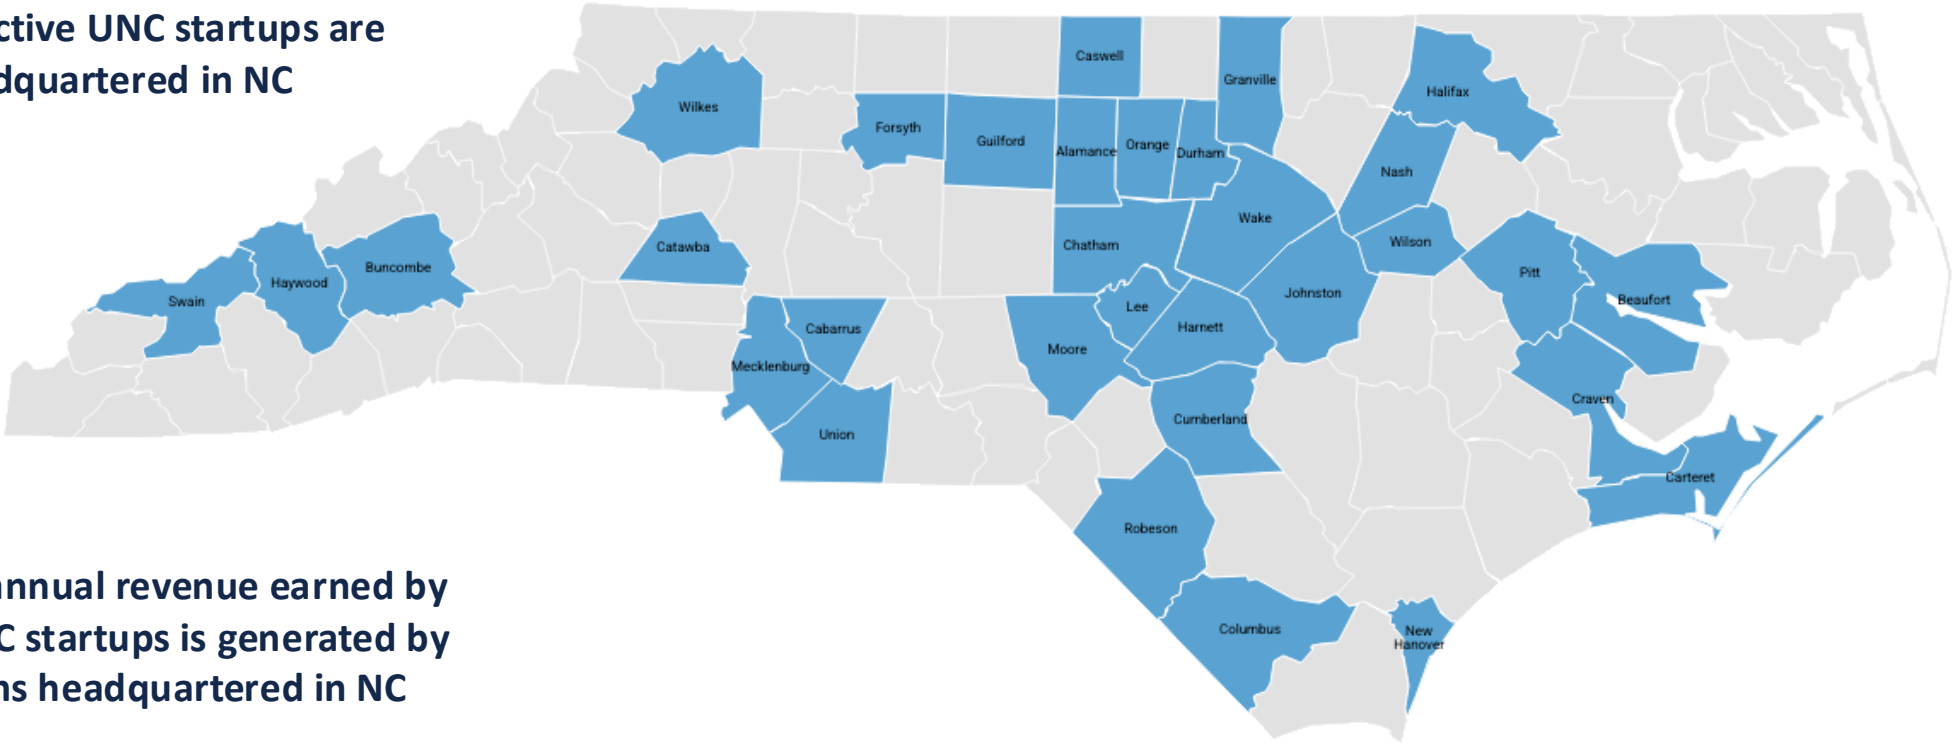 ctive UNC startups are
dquartered in NC
Caswell
Granville
Halifax
Wilkes
Forsyth
Guilford
Alamance
Orange
Durham
Nash
Wake
Wilson
Catawba
Chatham
Buncombe
Haywood
Swain
Pitt
Beaufort
Johnston
Lee
Harnett
Cabarrus
Moore
Mecklenburg
Craven
Cumberland
Union
Carteret
Robeson
Columbus
New
Hanover
annual revenue earned by
C startups is generated by
ns headquartered in NC